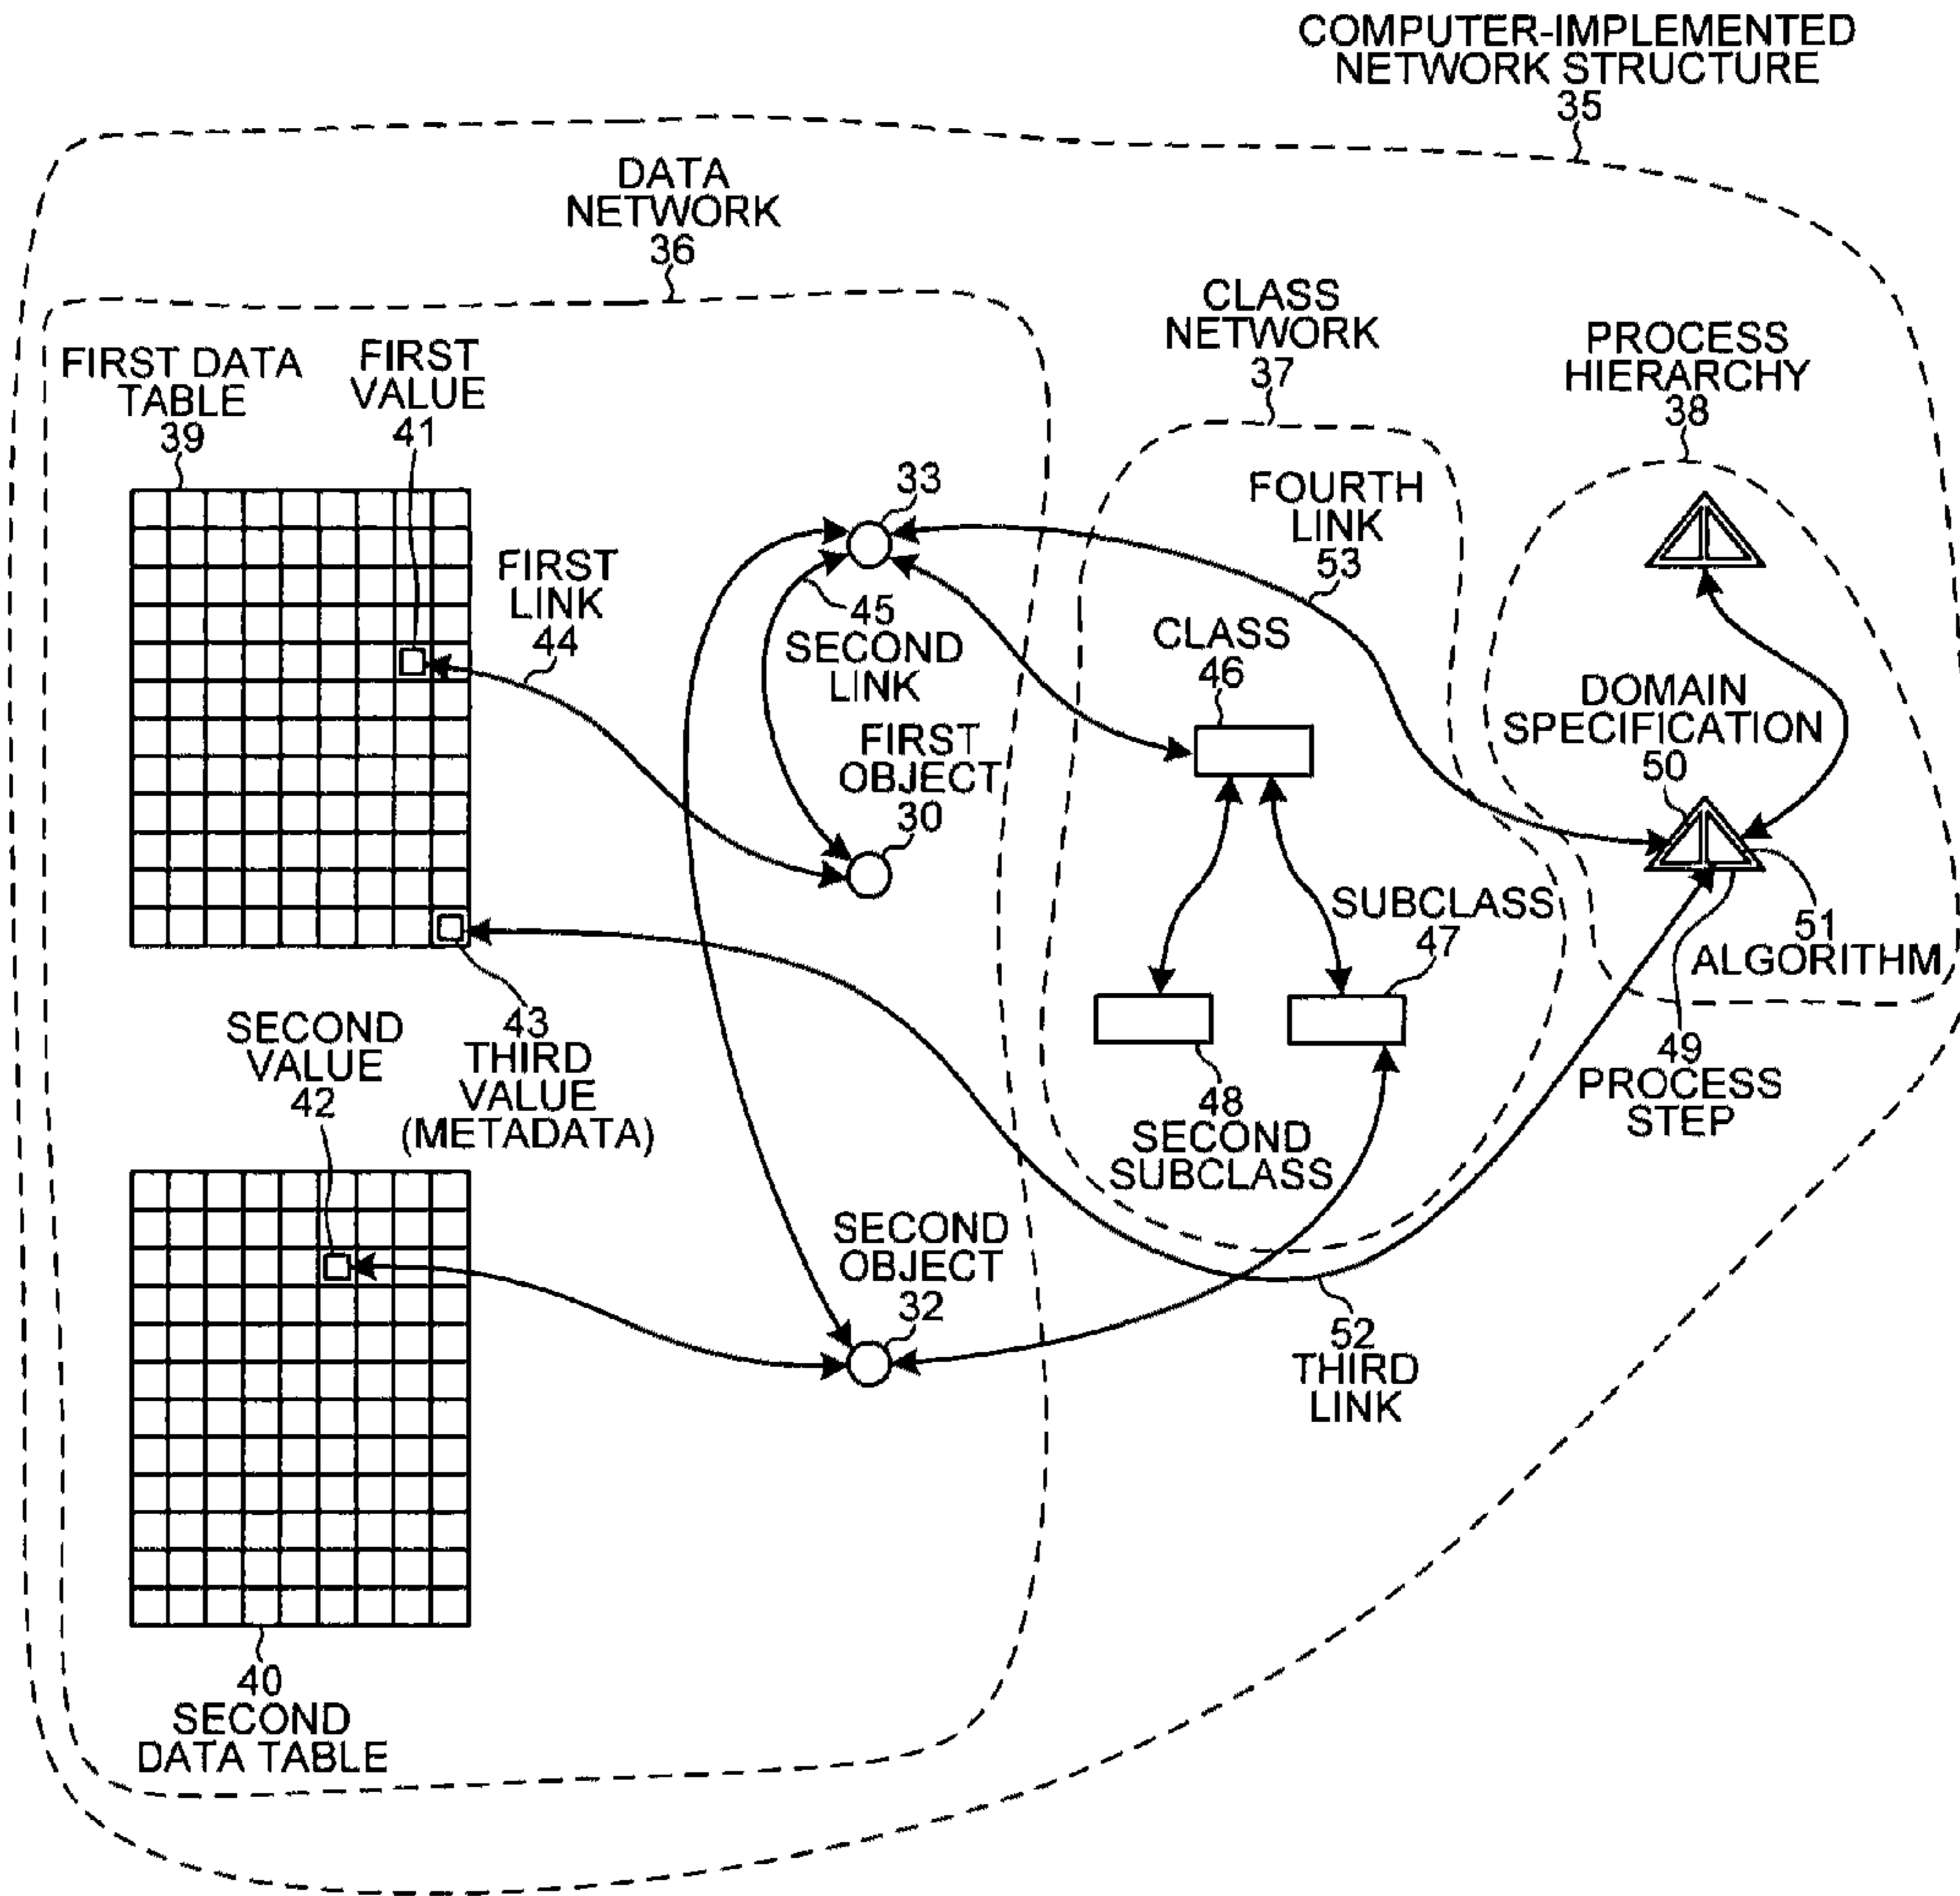 COMPUTER-IMPLEMENTED
NETWORK STRUCTURE
35
DATA
NETWORK
36
CLASS
NETWORK
37
PROCESS
HIERARCHY
38
FIRST DATA
TABLE
39
FIRST
VALUE
41
33
FOURTH
LINK
53
FIRST
LINK
44
45
SECOND
LINK
CLASS
46
DOMAIN
SPECIFICATION
50
FIRST
OBJECT
30
SUBCLASS
47
51
ALGORITHM
SECOND
VALUE
42
43
THIRD
VALUE
(METADATA)
49
PROCESS
STEP
48
SECOND
SUBCLASS
SECOND
OBJECT
32
52
THIRD
LINK
40
SECOND
DATA TABLE